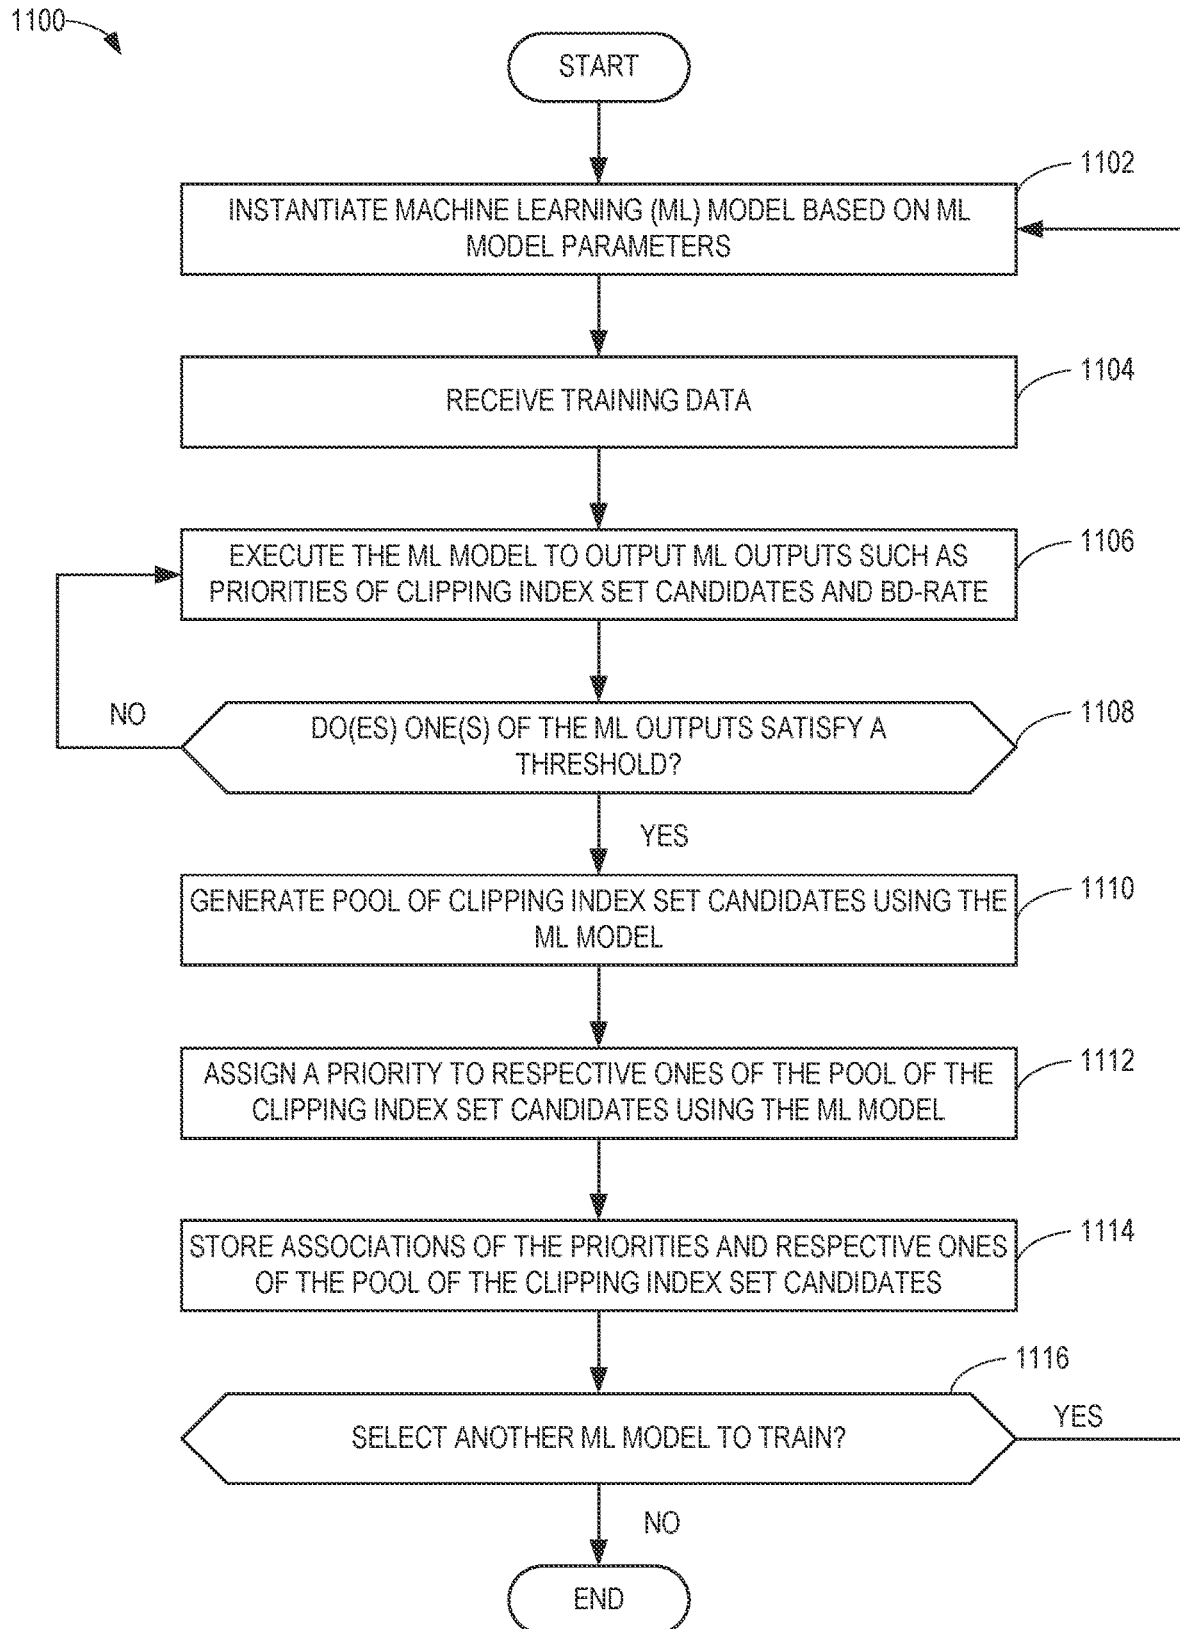 1100
START
1102
INSTANTIATE MACHINE LEARNING (ML) MODEL BASED ON ML
MODEL PARAMETERS
1104
RECEIVE TRAINING DATA
1106
EXECUTE THE ML MODEL TO OUTPUT ML OUTPUTS SUCH AS
PRIORITIES OF CLIPPING INDEX SET CANDIDATES AND BD-RATE
NO
1108
DO(ES) ONE(S) OF THE ML OUTPUTS SATISFY A
THRESHOLD?
YES
1110
GENERATE POOL OF CLIPPING INDEX SET CANDIDATES USING THE
ML MODEL
1112
ASSIGN A PRIORITY TO RESPECTIVE ONES OF THE POOL OF THE
CLIPPING INDEX SET CANDIDATES USING THE ML MODEL
1114
STORE ASSOCIATIONS OF THE PRIORITIES AND RESPECTIVE ONES
OF THE POOL OF THE CLIPPING INDEX SET CANDIDATES
1116
SELECT ANOTHER ML MODEL TO TRAIN?
YES
NO
END